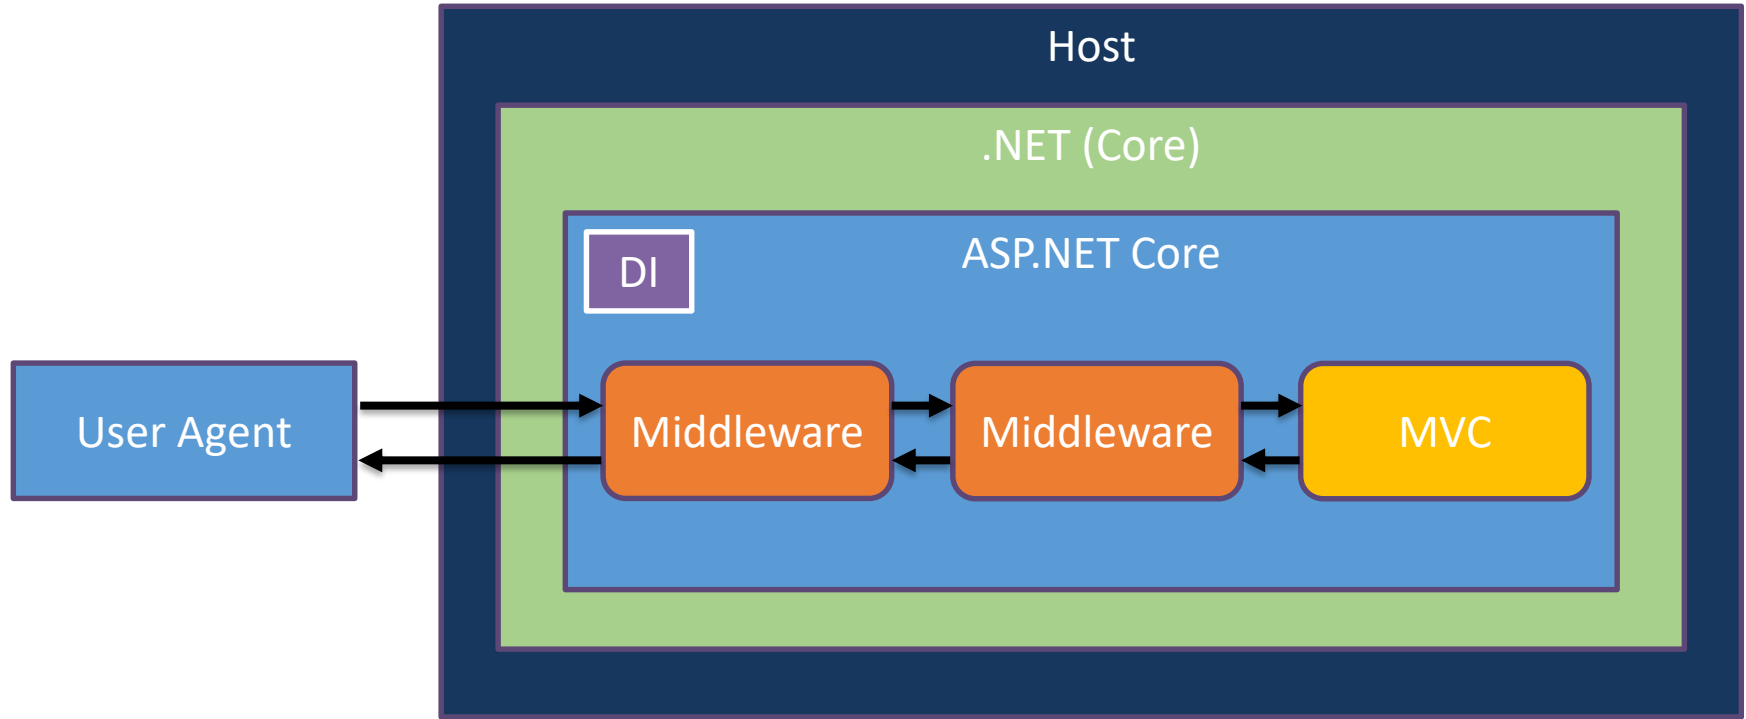 Host
.NET (Core)
ASP.NET Core
DI
User Agent
Middleware
Middleware
MVC